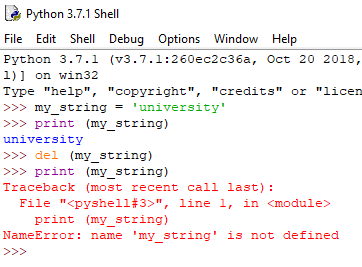 Python 3.7.1 Shell
File Edit Shell Debug Options Window Help
Python 3.7.1 (v3.7.1:260ec2c36a, Oct 20 2018,
1)] on win32
Type "help", "copyright", "credits" or "licen
>>> my_string = 'university'
>>> print (my_string)
university
>>> del (my_string)
>>> print (my_string)
Traceback (most recent call last):
  File "<pyshell#3>", line 1, in <module>
    print (my_string)
NameError: name 'my_string' is not defined
>>>